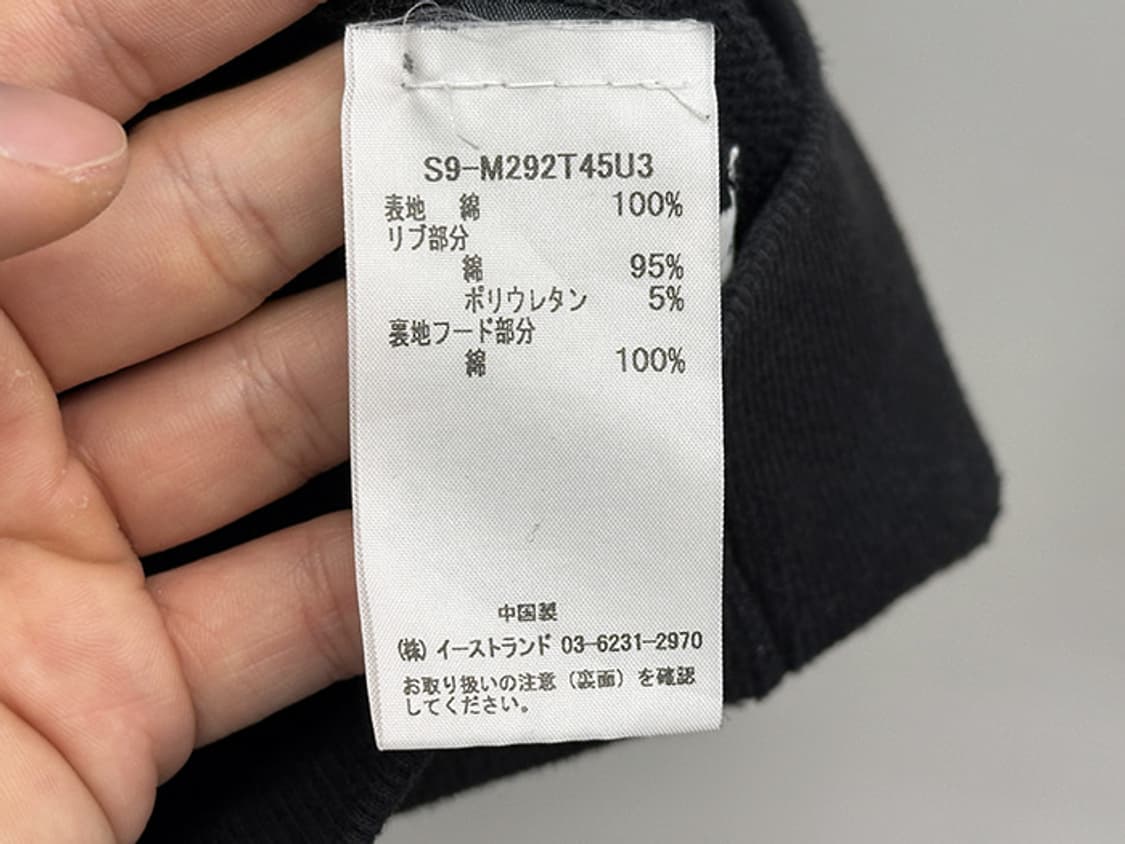 S9-M292T45U3
表地 綿 100%
リブ部分
綿 95%
ポリウレタン 5%
裏地フード部分
綿 100%
中国製
(株) イーストランド 03-6231-2970
お取り扱いの注意（裏面）を確認
してください。